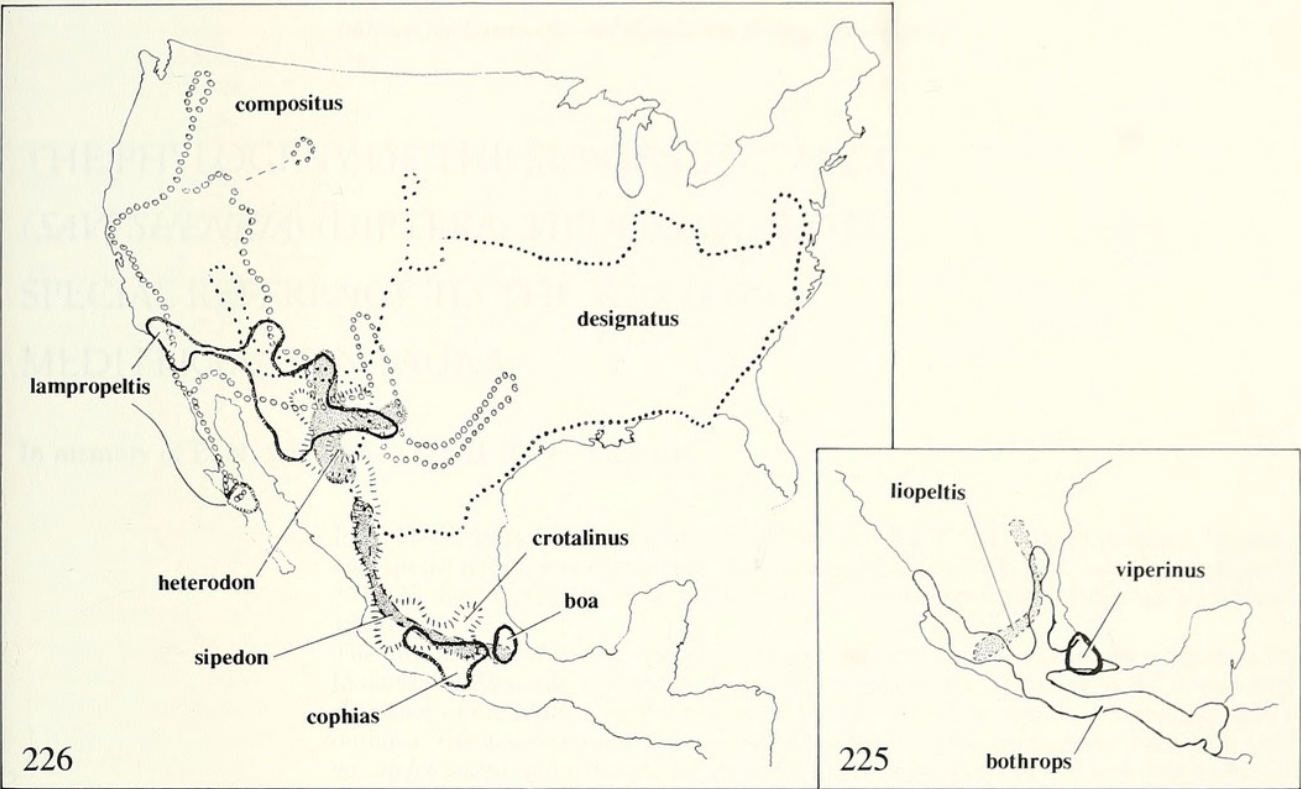 compositus
designatus
lampropeltis
heterodon
sipedon
cophias
crotalinus
boa
226
liopeltis
viperinus
bothrops
225